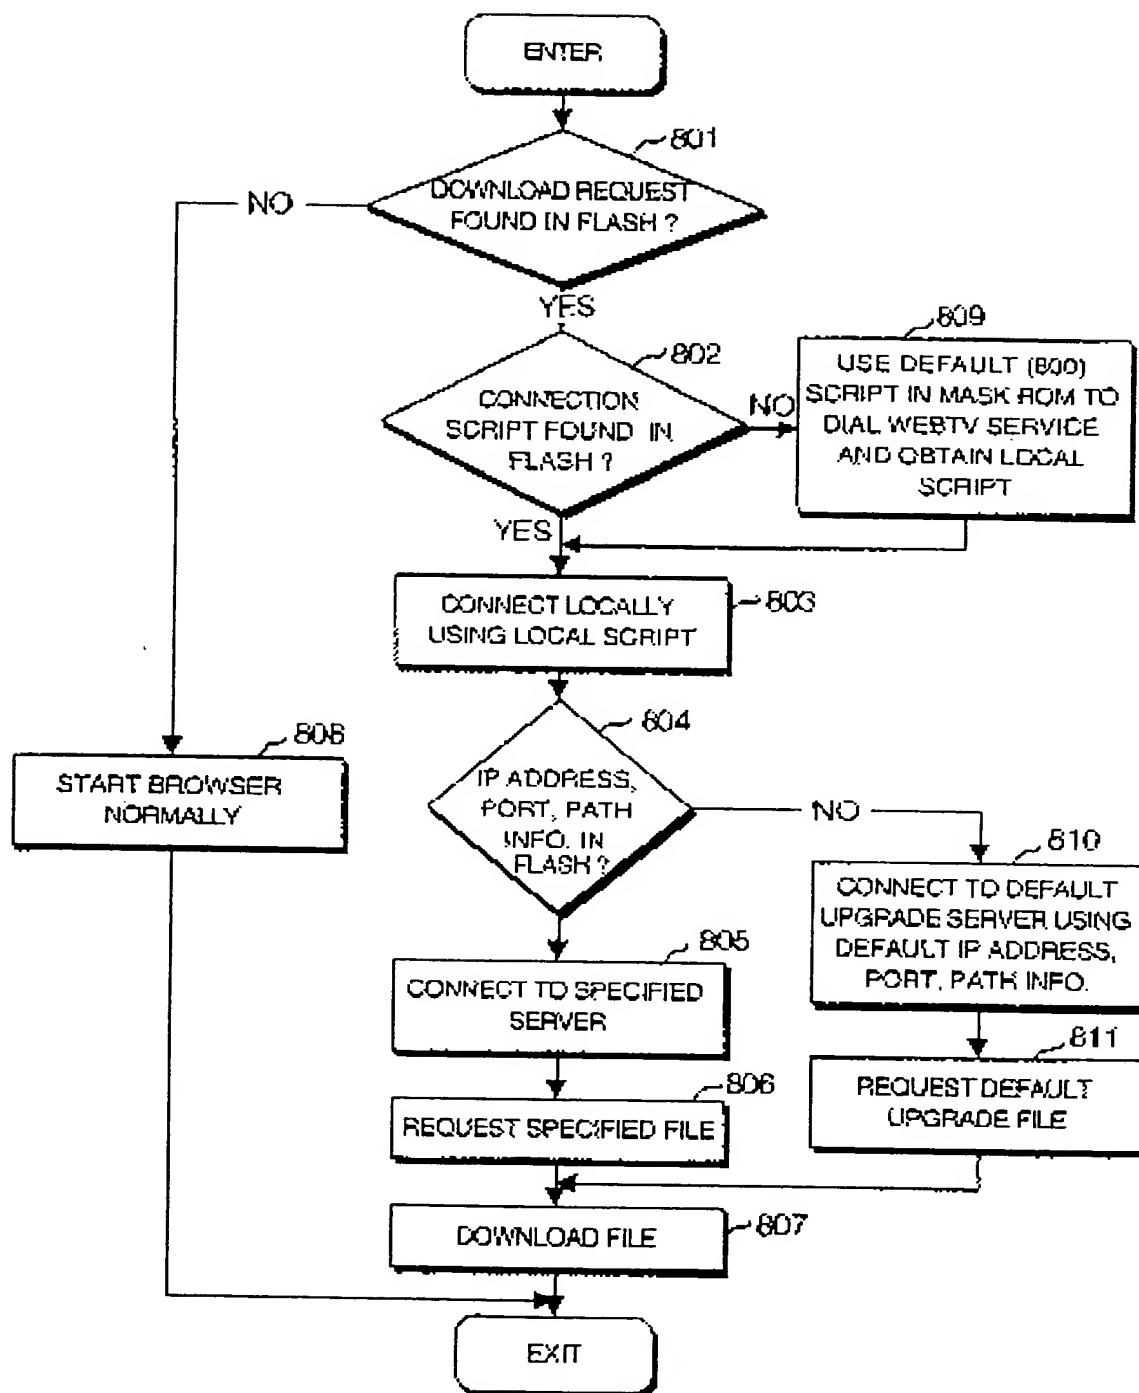 ENTER
801
DOWNLOAD REQUEST
FOUND IN FLASH ?
NO
YES
802
CONNECTION
SCRIPT FOUND IN
FLASH ?
NO
809
USE DEFAULT (800)
SCRIPT IN MASK ROM TO
DIAL WEBTV SERVICE
AND OBTAIN LOCAL
SCRIPT
YES
803
CONNECT LOCALLY
USING LOCAL SCRIPT
804
IP ADDRESS,
PORT, PATH
INFO. IN
FLASH ?
NO
808
START BROWSER
NORMALLY
810
CONNECT TO DEFAULT
UPGRADE SERVER USING
DEFAULT IP ADDRESS,
PORT, PATH INFO.
805
CONNECT TO SPECIFIED
SERVER
811
REQUEST DEFAULT
UPGRADE FILE
806
REQUEST SPECIFIED FILE
807
DOWNLOAD FILE
EXIT